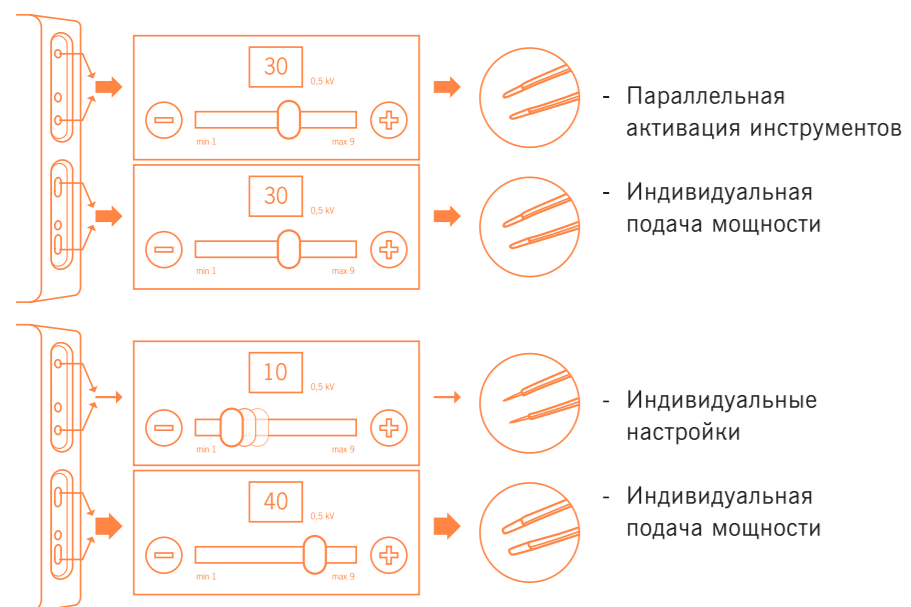 30
0,5 kV
min 1
max 9
- Параллельная
активация инструментов
30
0,5 kV
min 1
max 9
- Индивидуальная
подача мощности
10
0,5 kV
min 1
max 9
- Индивидуальные
настройки
40
0,5 kV
min 1
max 9
- Индивидуальная
подача мощности